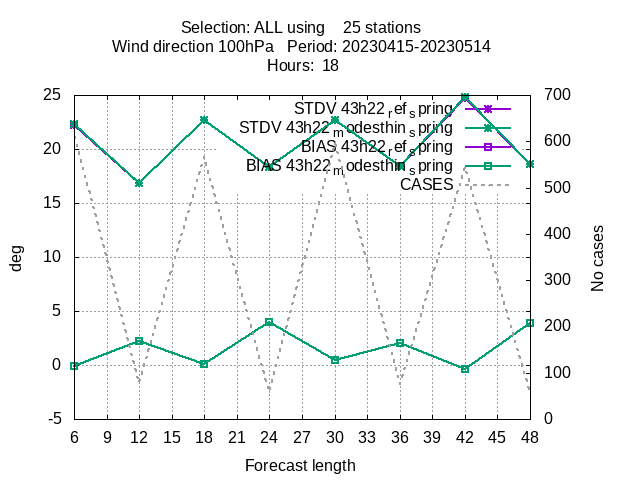 Selection: ALL using    25 stations
Wind direction 100hPa   Period: 20230415-20230514
Hours:  18
25
20
15
10
5
0
-5
700
600
500
400
300
200
100
0
deg
No cases
STDV 43h22_ref_spring
STDV 43h22_modesthin_spring
BIAS 43h22_ref_spring
BIAS 43h22_modesthin_spring
CASES
6 9 12 15 18 21 24 27 30 33 36 39 42 45 48
Forecast length